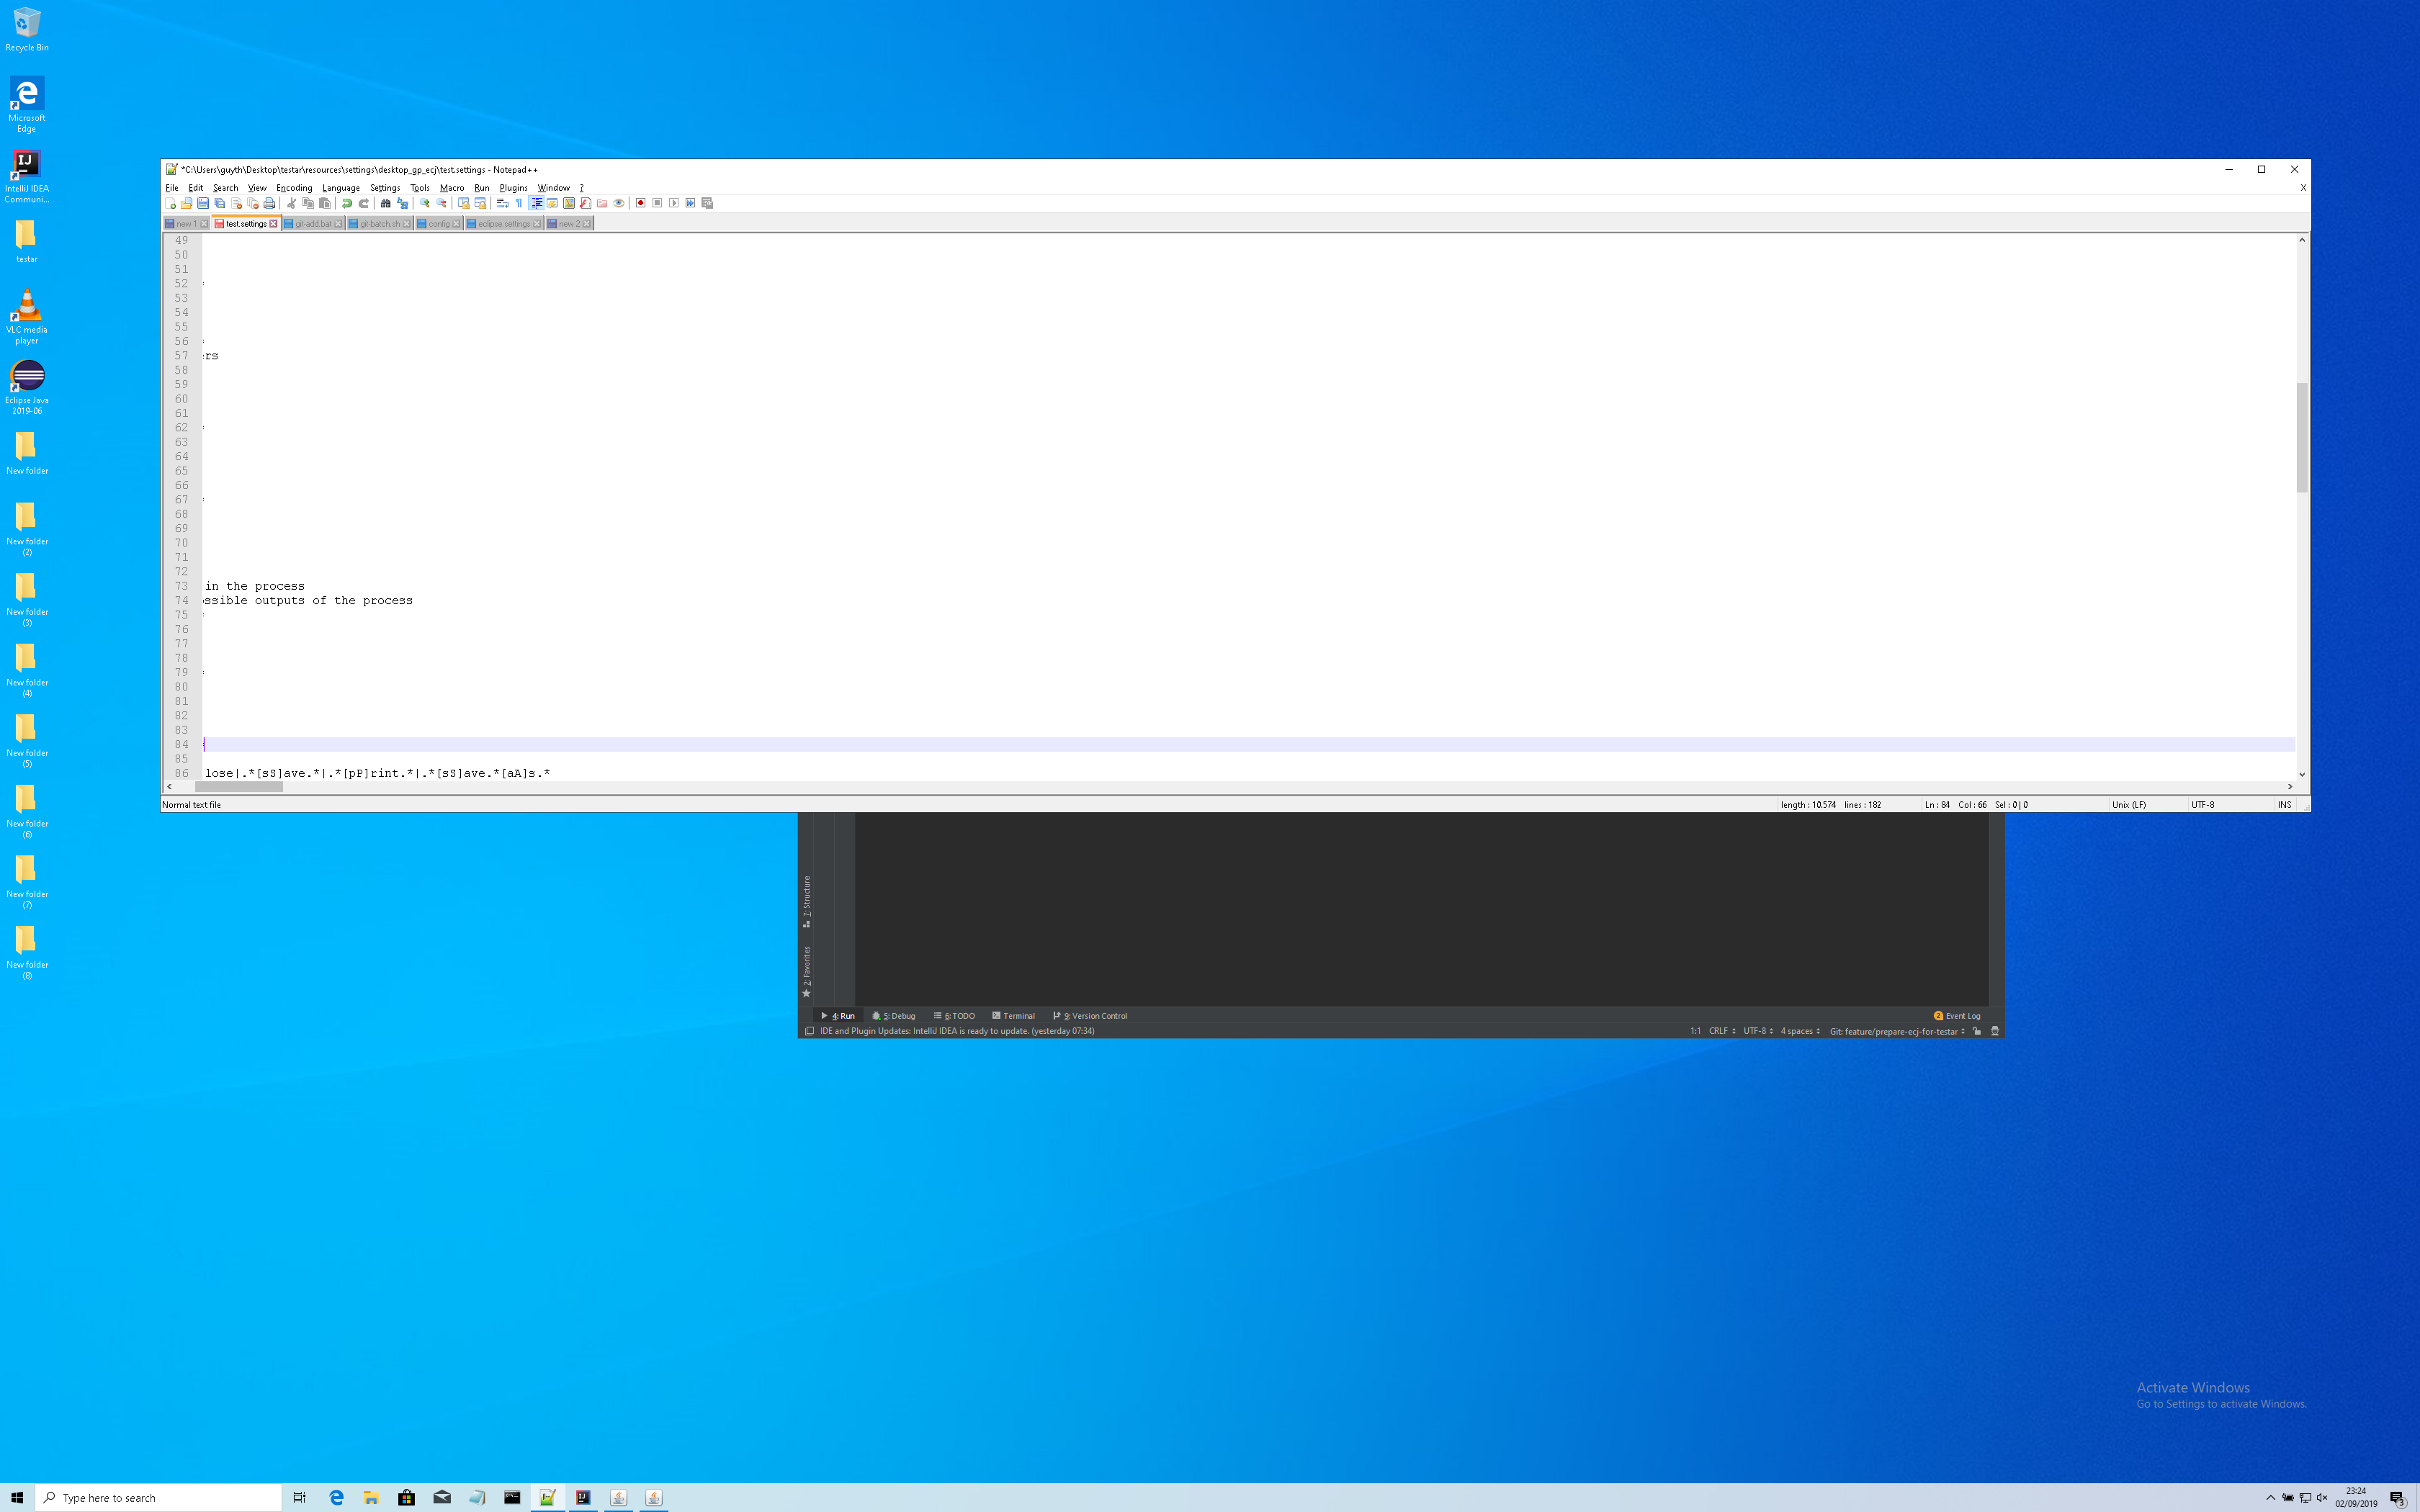 Recycle Bin
Microsoft
Edge
IntelliJ IDEA
Communi...
testar
VLC media
player
Eclipse Java
2019-06
New folder
New folder
(2)
New folder
(3)
New folder
(4)
New folder
(5)
New folder
(6)
New folder
(7)
New folder
(8)
*C:\Users\guyth\Desktop\testar\resources\settings\desktop_gp_ecj\test.settings - Notepad++
File Edit Search View Encoding Language Settings Tools Macro Run Plugins Window ?
X
new 1 test.settings git-add.bat git-batch.sh config eclipse.settings new 2
49
50
51
52
53
54
55
56
57 ers
58
59
60
61
62
63
64
65
66
67
68
69
70
71
72
73 in the process
74 ossible outputs of the process
75
76
77
78
79
80
81
82
83
84
85
86 lose|.*[sS]ave.*|.*[pP]rint.*|.*[sS]ave.*[aA]s.*
Normal text file length : 10.574 lines : 182 Ln : 84 Col : 66 Sel : 0 | 0 Unix (LF) UTF-8 INS
7: Structure
2: Favorites
4: Run 5: Debug 6: TODO Terminal 9: Version Control 2 Event Log
IDE and Plugin Updates: IntelliJ IDEA is ready to update. (yesterday 07:34) 1:1 CRLF UTF-8 4 spaces Git: feature/prepare-ecj-for-testar
Activate Windows
Go to Settings to activate Windows.
Type here to search
23:24
02/09/2019
3